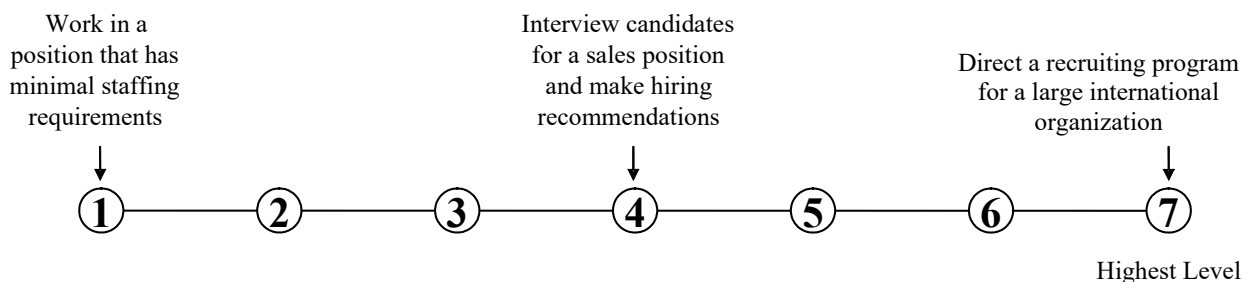 Work in a
position that has
minimal staffing
requirements
Interview candidates
for a sales position
and make hiring
recommendations
Direct a recruiting program
for a large international
organization
1
2
3
4
5
6
7
Highest Level